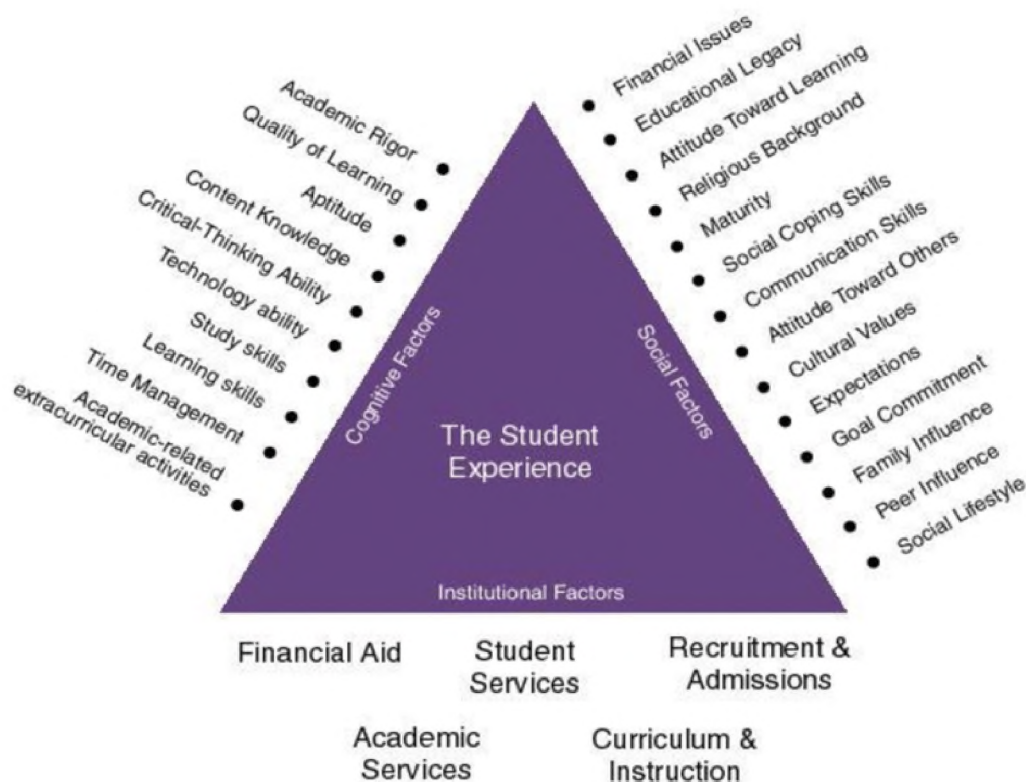 Academic Rigor
Quality of Learning
Aptitude
Content Knowledge
Critical-Thinking Ability
Technology ability
Study skills
Learning skills
Time Management
Academic-related
extracurricular activities
Financial Issues
Educational Legacy
Attitude Toward Learning
Religious Background
Maturity
Social Coping Skills
Communication Skills
Attitude Toward Others
Cultural Values
Expectations
Goal Commitment
Family Influence
Peer Influence
Social Lifestyle
Cognitive Factors
Social Factors
The Student
Experience
Institutional Factors
Financial Aid
Student
Services
Recruitment &
Admissions
Academic
Services
Curriculum &
Instruction